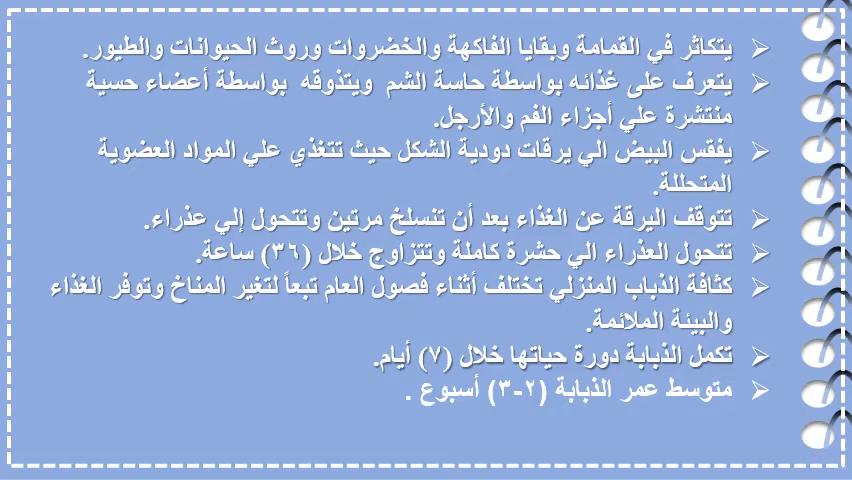 ➢ يتكاثر في القمامة وبقايا الفاكهة والخضروات وروث الحيوانات والطيور.
➢ يتعرف على غذائه بواسطة حاسة الشم ويتذوقه بواسطة أعضاء حسية
منتشرة علي أجزاء الفم والأرجل.
➢ يفقس البيض الي يرقات دودية الشكل حيث تتغذي علي المواد العضوية
المتحللة.
➢ تتوقف اليرقة عن الغذاء بعد أن تنسلخ مرتين وتتحول إلي عذراء.
➢ تتحول العذراء الي حشرة كاملة وتتزاوج خلال (٣٦) ساعة.
➢ كثافة الذباب المنزلي تختلف أثناء فصول العام تبعاً لتغير المناخ وتوفر الغذاء
والبيئة الملائمة.
➢ تكمل الذبابة دورة حياتها خلال (٧) أيام.
➢ متوسط عمر الذبابة (٢-٣) أسبوع .